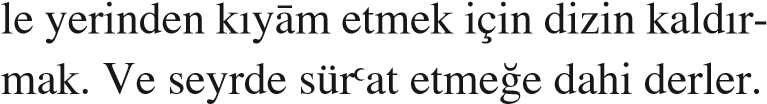 le yerinden kıyām etmek için dizin kaldır-
mak. Ve seyrde sürʿat etmeğe dahi derler.